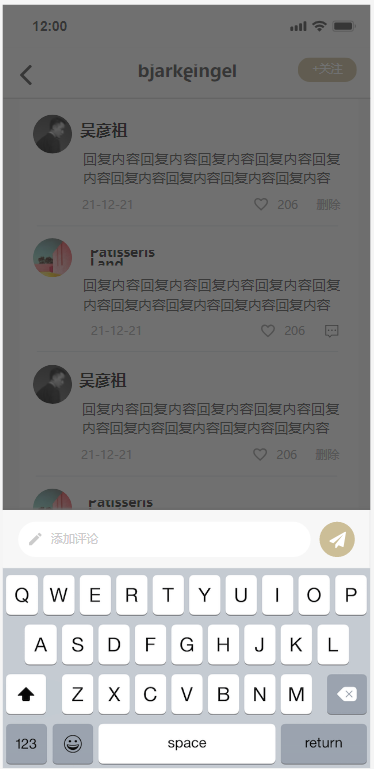 12:00
bjarkeingel
+关注
吴彦祖
回复内容回复内容回复内容回复内容回复
内容回复内容回复内容回复内容回复内容
21-12-21 206 删除
Patisseris
Land
回复内容回复内容回复内容回复内容回复
内容回复内容回复内容回复内容回复内容
21-12-21 206
吴彦祖
回复内容回复内容回复内容回复内容回复
内容回复内容回复内容回复内容回复内容
21-12-21 206 删除
Patisseris
添加评论
Q W E R T Y U I O P
A S D F G H J K L
Z X C V B N M
123 space return